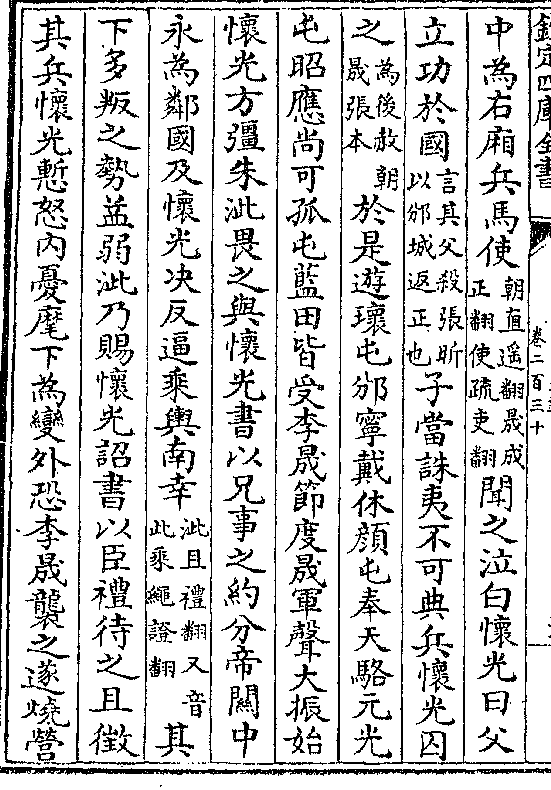 欽定四庫全書
卷二百三十
中為右廂兵馬使朝直遥翻晟成正翻使疏吏翻聞之泣白懷光曰父
立功於國言其父殺張昕以邠城返正也子當誅夷不可典兵懷光囚
之為後赦朝晟張本於是遊瓌屯邠寧戴休顔屯奉天駱元光
屯昭應尚可孤屯藍田皆受李晟節度晟軍聲大振始
懷光方彊朱泚畏之與懷光書以兄事之約分帝關中
永為鄰國及懷光决反逼乘輿南幸泚且禮翻又音此乘繩證翻其
下多叛之勢益弱泚乃賜懷光詔書以臣禮待之且徵
其兵懷光慙怒内憂麾下為變外恐李晟襲之遂燒營